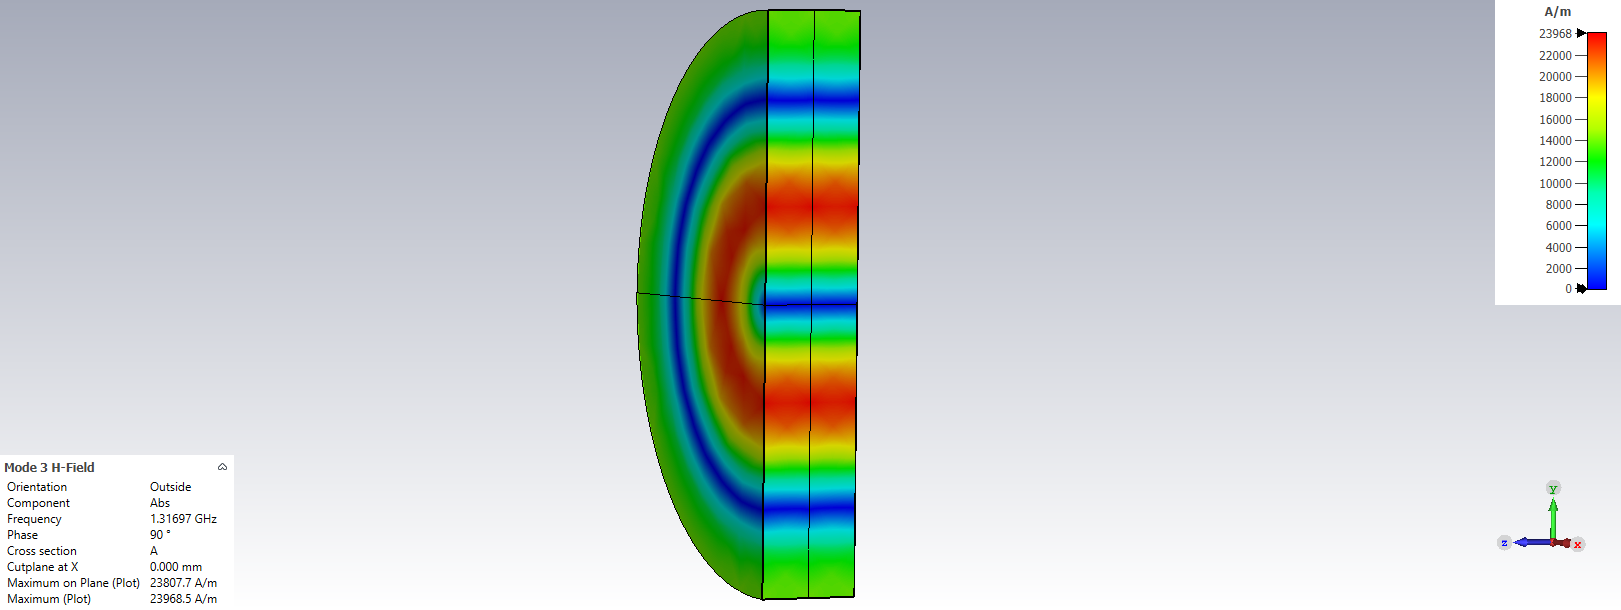 A/m
23968
22000
20000
18000
16000
14000
12000
10000
8000
6000
4000
2000
0
Mode 3 H-Field
Orientation Outside
Component Abs
Frequency 1.31697 GHz
Phase 90 °
Cross section A
Cutplane at X 0.000 mm
Maximum on Plane (Plot) 23807.7 A/m
Maximum (Plot) 23968.5 A/m
y
z x